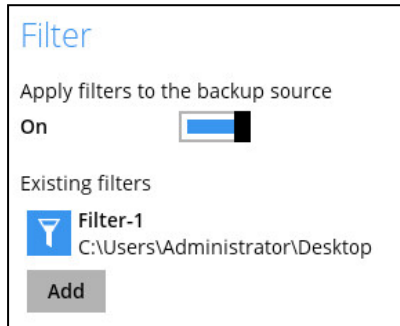 Filter
Apply filters to the backup source
On
Existing filters
Filter-1
C:\Users\Administrator\Desktop
Add